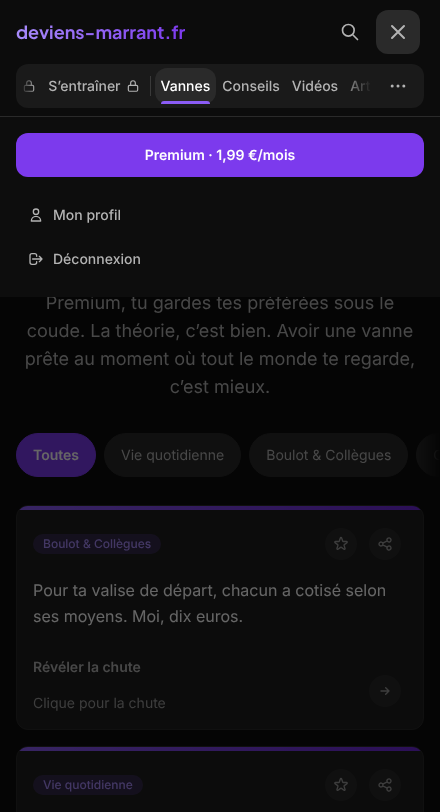 deviens-marrant.fr
S'entraîner
Vannes
Conseils
Vidéos
Art
Premium · 1,99 €/mois
Mon profil
Déconnexion
Premium, tu gardes tes préférées sous le
coude. La théorie, c'est bien. Avoir une vanne
prête au moment où tout le monde te regarde,
c'est mieux.
Toutes
Vie quotidienne
Boulot & Collègues
Boulot & Collègues
Pour ta valise de départ, chacun a cotisé selon
ses moyens. Moi, dix euros.
Révéler la chute
Clique pour la chute
Vie quotidienne